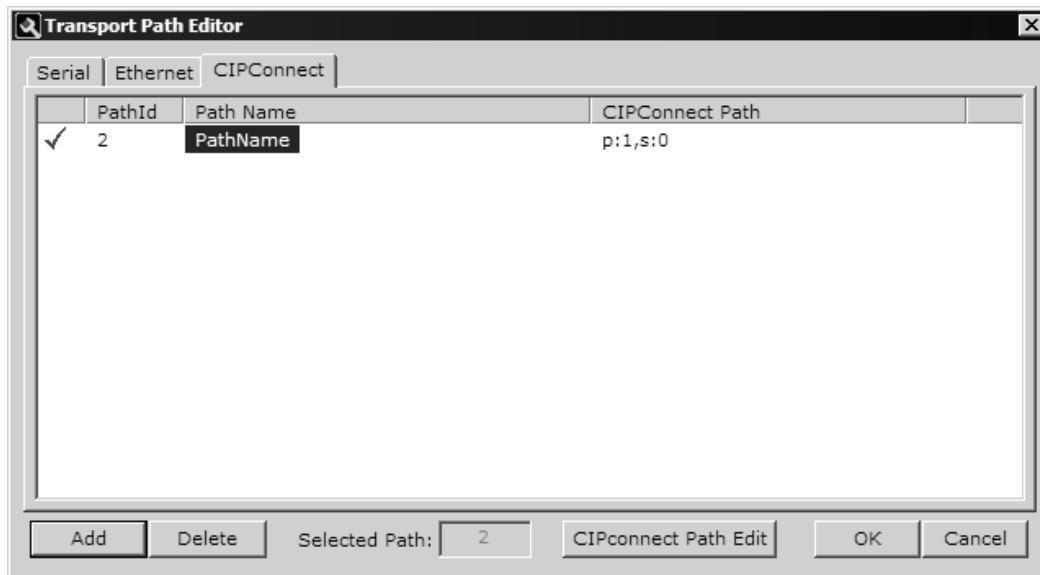 Transport Path Editor
Serial Ethernet CIPConnect
PathId Path Name CIPConnect Path
2 PathName p:1,s:0
Add Delete Selected Path: 2 CIPconnect Path Edit OK Cancel